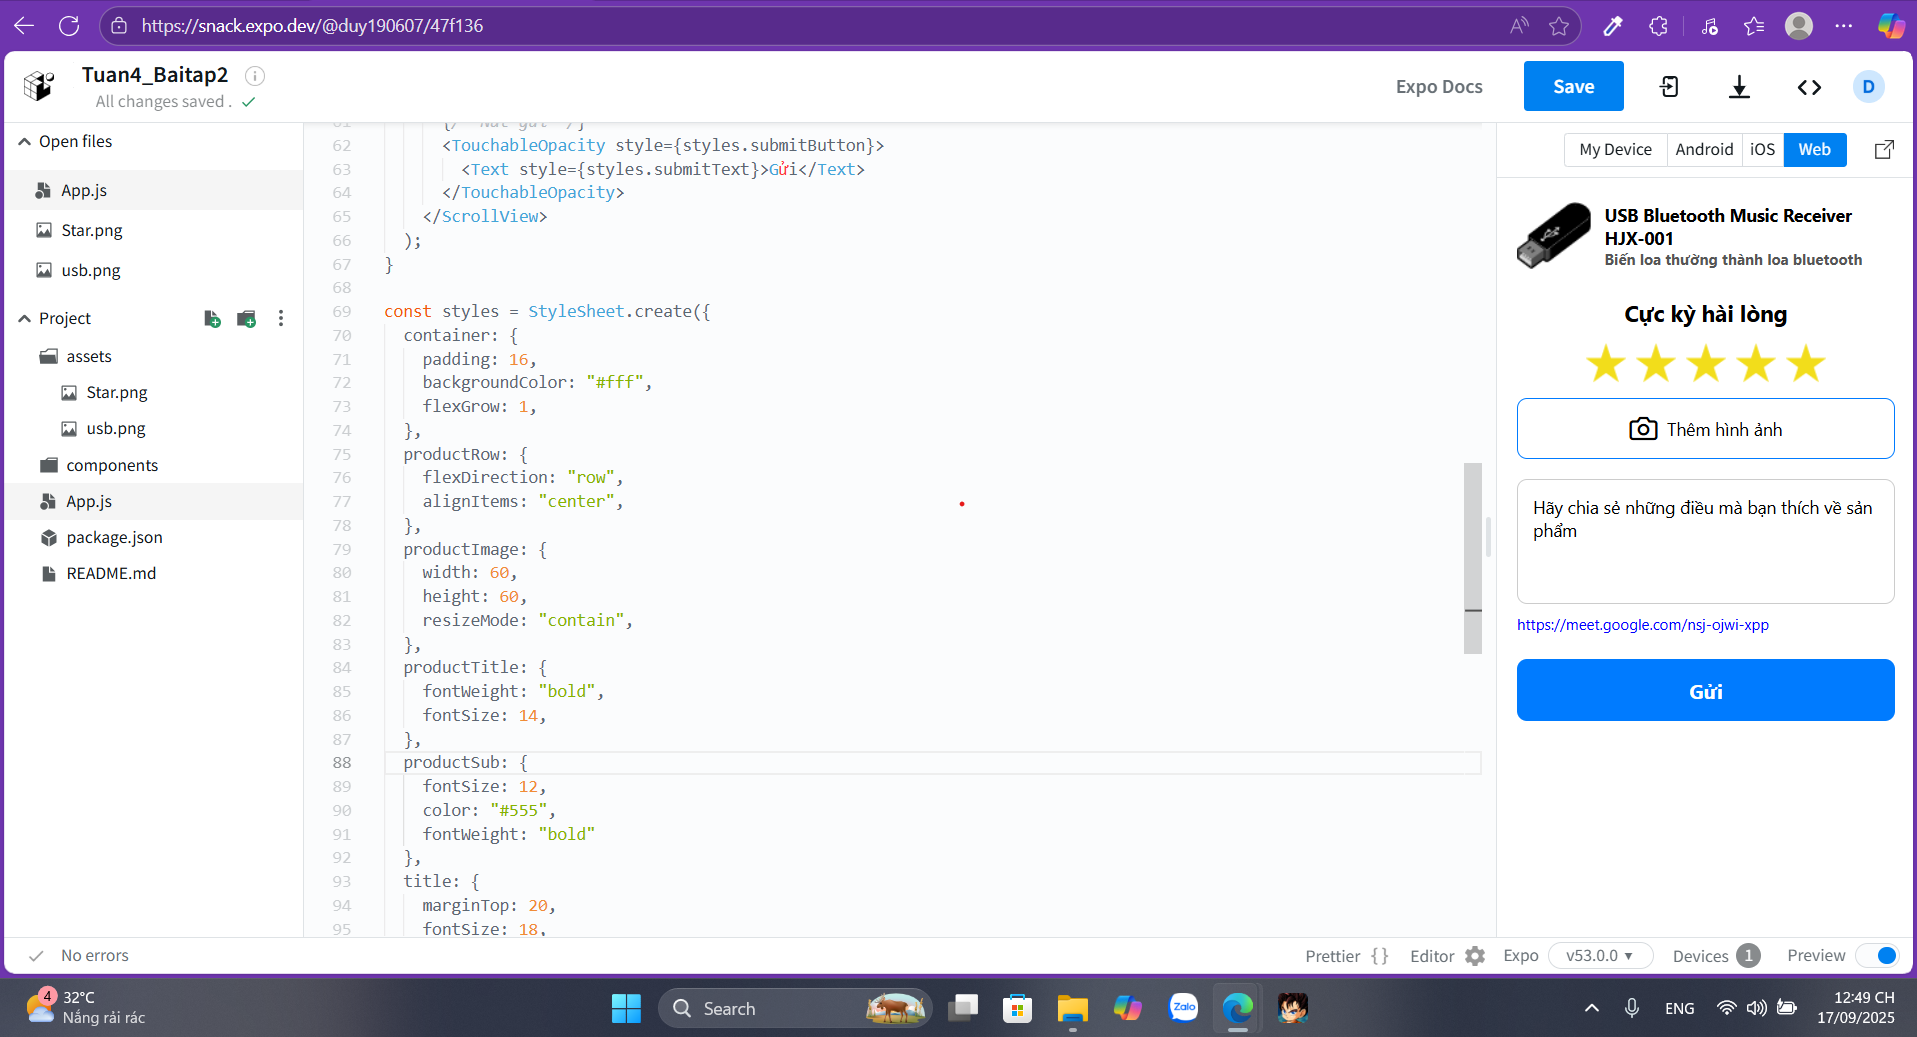 https://snack.expo.dev/@duy190607/47f136
Tuan4_Baitap2
All changes saved .
Expo Docs
Save
D
Open files
App.js
Star.png
usb.png
Project
assets
Star.png
usb.png
components
App.js
package.json
README.md
62 <TouchableOpacity style={styles.submitButton}>
63 <Text style={styles.submitText}>Gửi</Text>
64 </TouchableOpacity>
65 </ScrollView>
66 );
67 }
68
69 const styles = StyleSheet.create({
70 container: {
71 padding: 16,
72 backgroundColor: "#fff",
73 flexGrow: 1,
74 },
75 productRow: {
76 flexDirection: "row",
77 alignItems: "center",
78 },
79 productImage: {
80 width: 60,
81 height: 60,
82 resizeMode: "contain",
83 },
84 productTitle: {
85 fontWeight: "bold",
86 fontSize: 14,
87 },
88 productSub: {
89 fontSize: 12,
90 color: "#555",
91 fontWeight: "bold"
92 },
93 title: {
94 marginTop: 20,
95 fontSize: 18,
My Device
Android
iOS
Web
USB Bluetooth Music Receiver
HJX-001
Biến loa thường thành loa bluetooth
Cực kỳ hài lòng
Thêm hình ảnh
Hãy chia sẻ những điều mà bạn thích về sản
phẩm
https://meet.google.com/nsj-ojwi-xpp
Gửi
No errors
Prettier {}
Editor
Expo
v53.0.0
Devices 1
Preview
4
32°C
Nắng rải rác
Search
Zalo
ENG
12:49 CH
17/09/2025